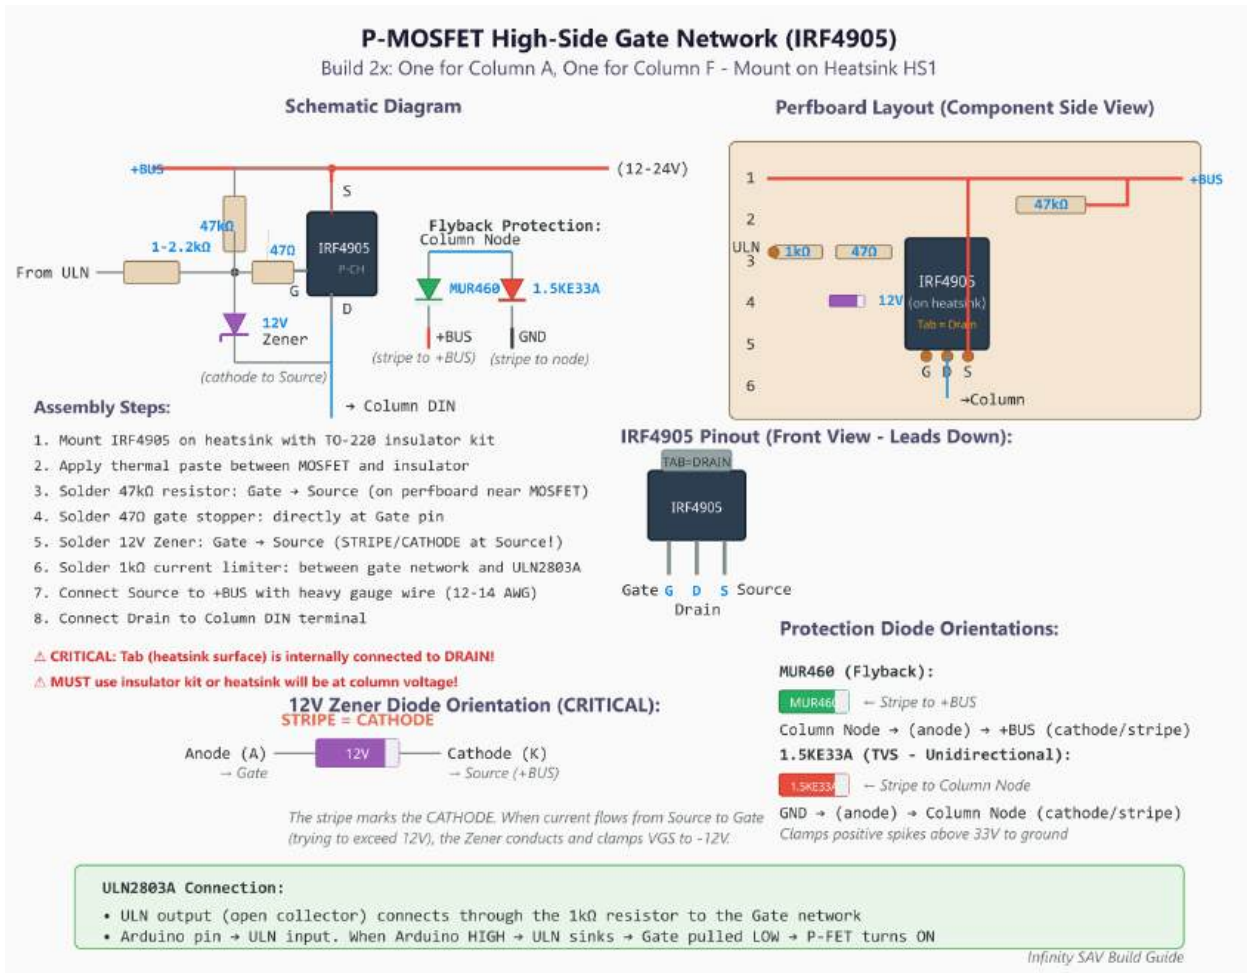 P-MOSFET High-Side Gate Network (IRF4905)
Build 2x: One for Column A, One for Column F - Mount on Heatsink HS1
Schematic Diagram
+BUS
(12-24V)
S
47kΩ
1-2.2kΩ
47Ω
IRF4905
P-CH
From ULN
G
D
12V
Zener
(cathode to Source)
→ Column DIN
Flyback Protection:
Column Node
MUR460
1.5KE33A
+BUS
GND
(stripe to +BUS)
(stripe to node)
Perfboard Layout (Component Side View)
1
+BUS
47kΩ
2
ULN
3
1kΩ
47Ω
IRF4905
4
12V
(on heatsink)
Tab = Drain
5
G D S
6
→Column
Assembly Steps:
1. Mount IRF4905 on heatsink with TO-220 insulator kit
2. Apply thermal paste between MOSFET and insulator
3. Solder 47kΩ resistor: Gate → Source (on perfboard near MOSFET)
4. Solder 47Ω gate stopper: directly at Gate pin
5. Solder 12V Zener: Gate → Source (STRIPE/CATHODE at Source!)
6. Solder 1kΩ current limiter: between gate network and ULN2803A
7. Connect Source to +BUS with heavy gauge wire (12-14 AWG)
8. Connect Drain to Column DIN terminal
⚠ CRITICAL: Tab (heatsink surface) is internally connected to DRAIN!
⚠ MUST use insulator kit or heatsink will be at column voltage!
IRF4905 Pinout (Front View - Leads Down):
TAB=DRAIN
IRF4905
Gate G D S Source
Drain
12V Zener Diode Orientation (CRITICAL):
STRIPE = CATHODE
Anode (A)
12V
Cathode (K)
→ Gate
→ Source (+BUS)
The stripe marks the CATHODE. When current flows from Source to Gate
(trying to exceed 12V), the Zener conducts and clamps VGS to -12V.
Protection Diode Orientations:
MUR460 (Flyback):
MUR460
← Stripe to +BUS
Column Node → (anode) → +BUS (cathode/stripe)
1.5KE33A (TVS - Unidirectional):
1.5KE33A
← Stripe to Column Node
GND → (anode) → Column Node (cathode/stripe)
Clamps positive spikes above 33V to ground
ULN2803A Connection:
• ULN output (open collector) connects through the 1kΩ resistor to the Gate network
• Arduino pin → ULN input. When Arduino HIGH → ULN sinks → Gate pulled LOW → P-FET turns ON
Infinity SAV Build Guide